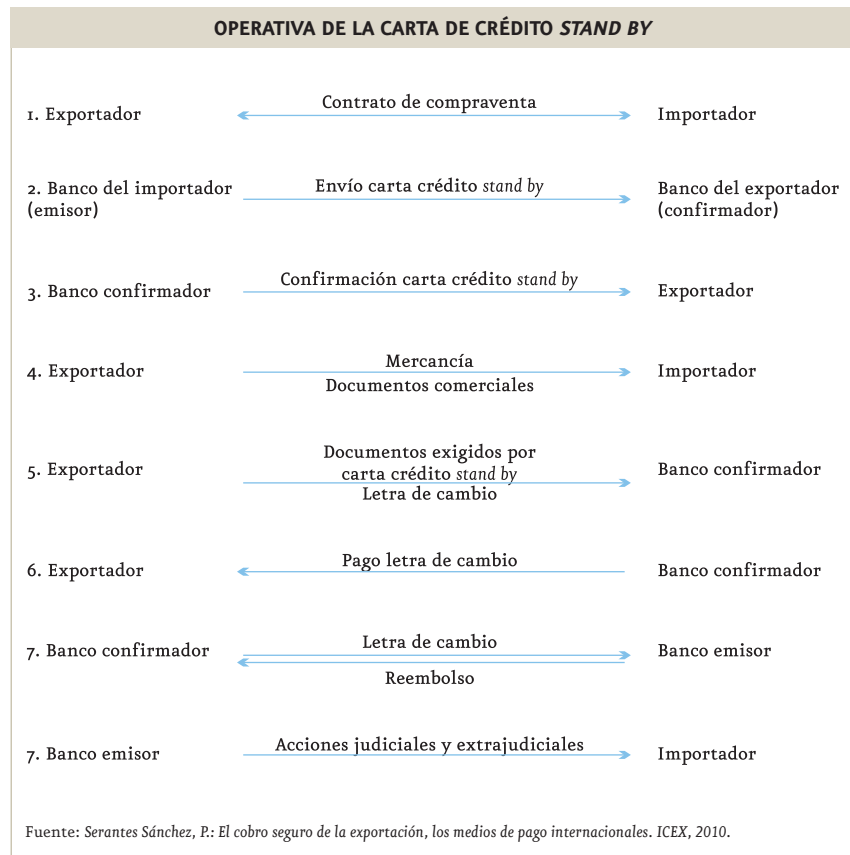 OPERATIVA DE LA CARTA DE CRÉDITO STAND BY
1. Exportador
Contrato de compraventa
Importador
2. Banco del importador
(emisor)
Envío carta crédito stand by
Banco del exportador
(confirmador)
3. Banco confirmador
Confirmación carta crédito stand by
Exportador
4. Exportador
Mercancía
Documentos comerciales
Importador
5. Exportador
Documentos exigidos por
carta crédito stand by
Letra de cambio
Banco confirmador
6. Exportador
Pago letra de cambio
Banco confirmador
7. Banco confirmador
Letra de cambio
Reembolso
Banco emisor
7. Banco emisor
Acciones judiciales y extrajudiciales
Importador
Fuente: Serantes Sánchez, P.: El cobro seguro de la exportación, los medios de pago internacionales. ICEX, 2010.